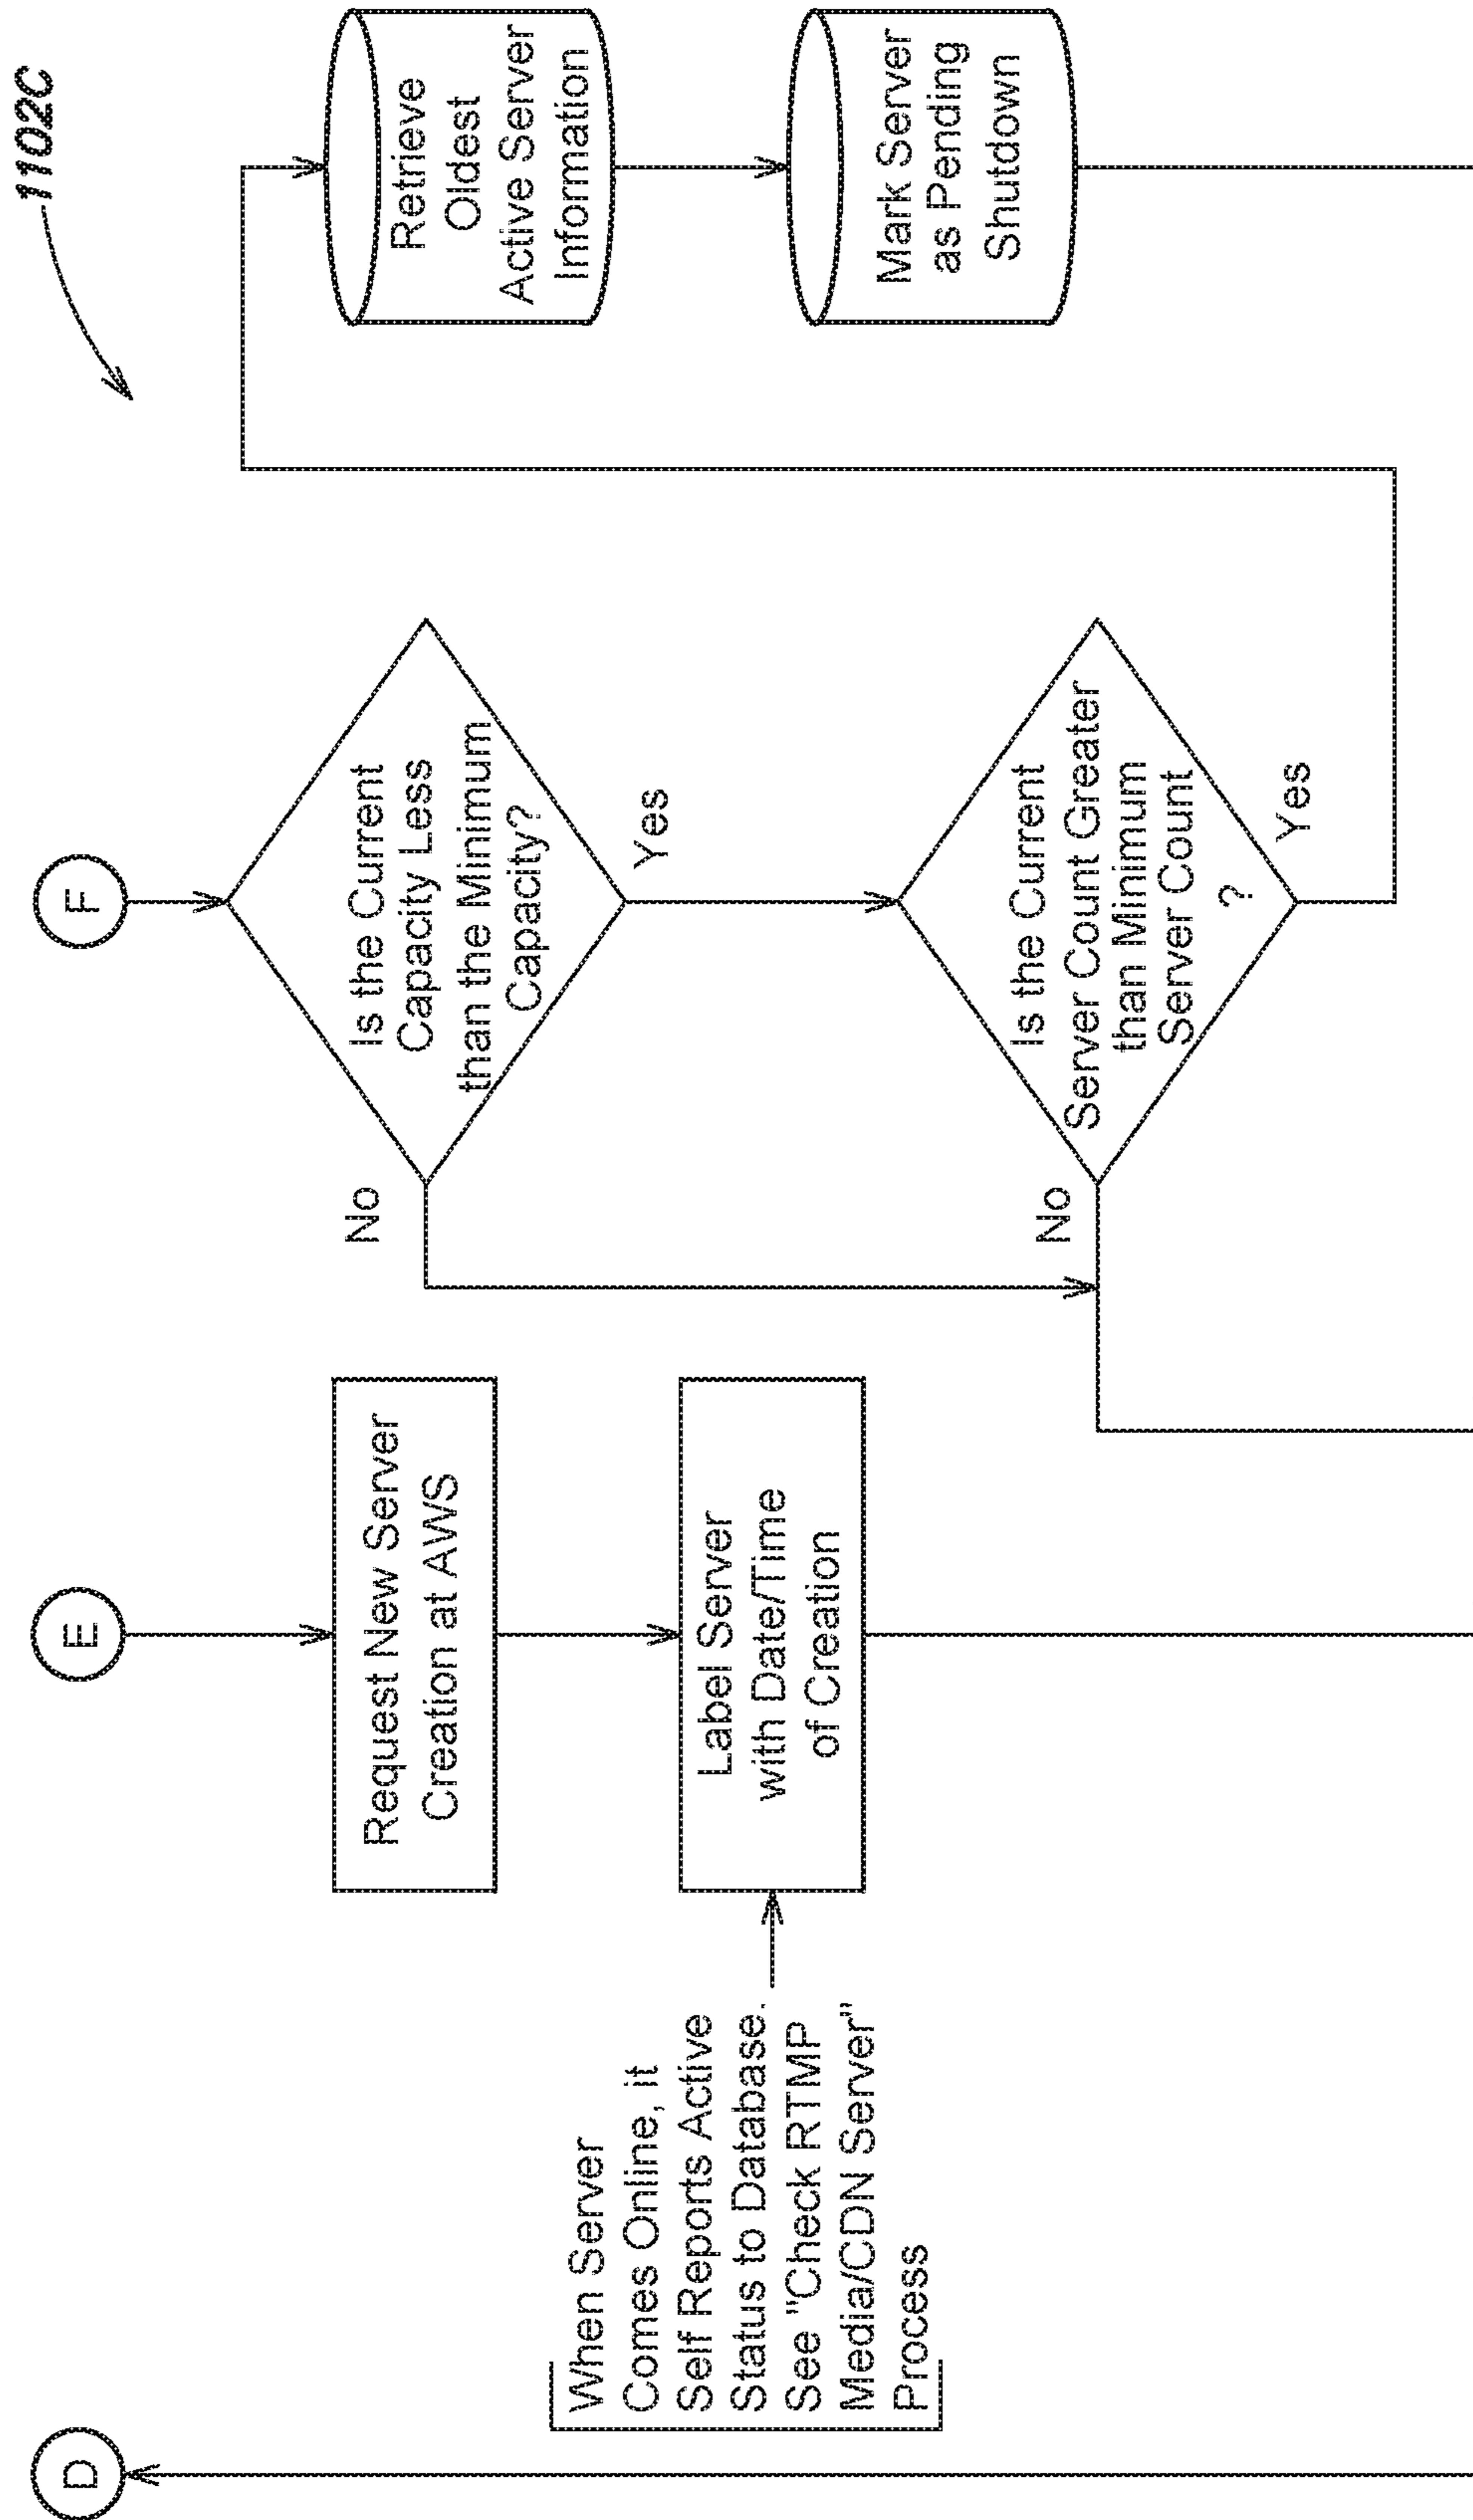 1102C
D
E
F
Request New Server
Creation at AWS
When Server
Comes Online, it
Self Reports Active
Status to Database.
See "Check RTMP
Media/CDN Server"
Process
Label Server
with Date/Time
of Creation
Is the Current
Capacity Less
than the Minimum
Capacity?
No
Yes
Is the Current
Server Count Greater
than Minimum
Server Count
?
No
Yes
Retrieve
Oldest
Active Server
Information
Mark Server
as Pending
Shutdown